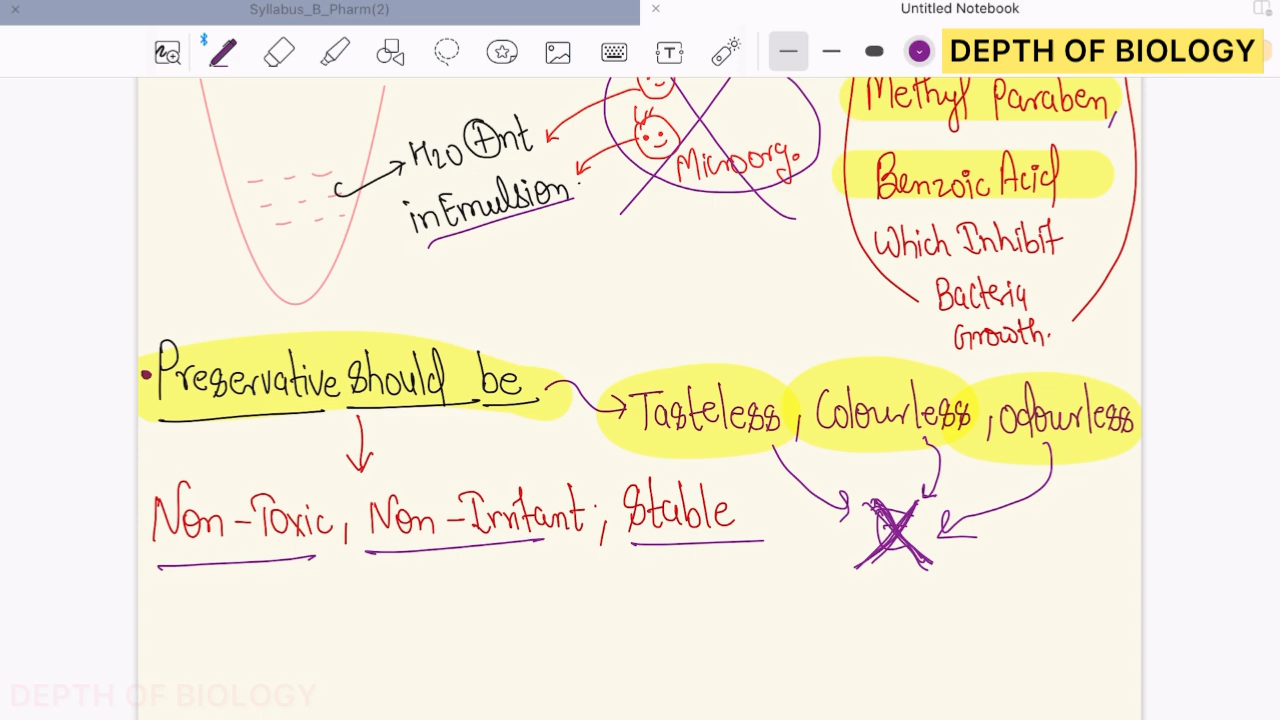 Syllabus_B_Pharm(2)
Untitled Notebook
DEPTH OF BIOLOGY
Methyl Paraben,
H2O
in Emulsion.
Microorg.
Benzoic Acid
Which Inhibit
Bacteria
Growth.
• Preservative should be
Tasteless, Colourless, odourless
Non-Toxic, Non-Irritant, Stable
DEPTH OF BIOLOGY